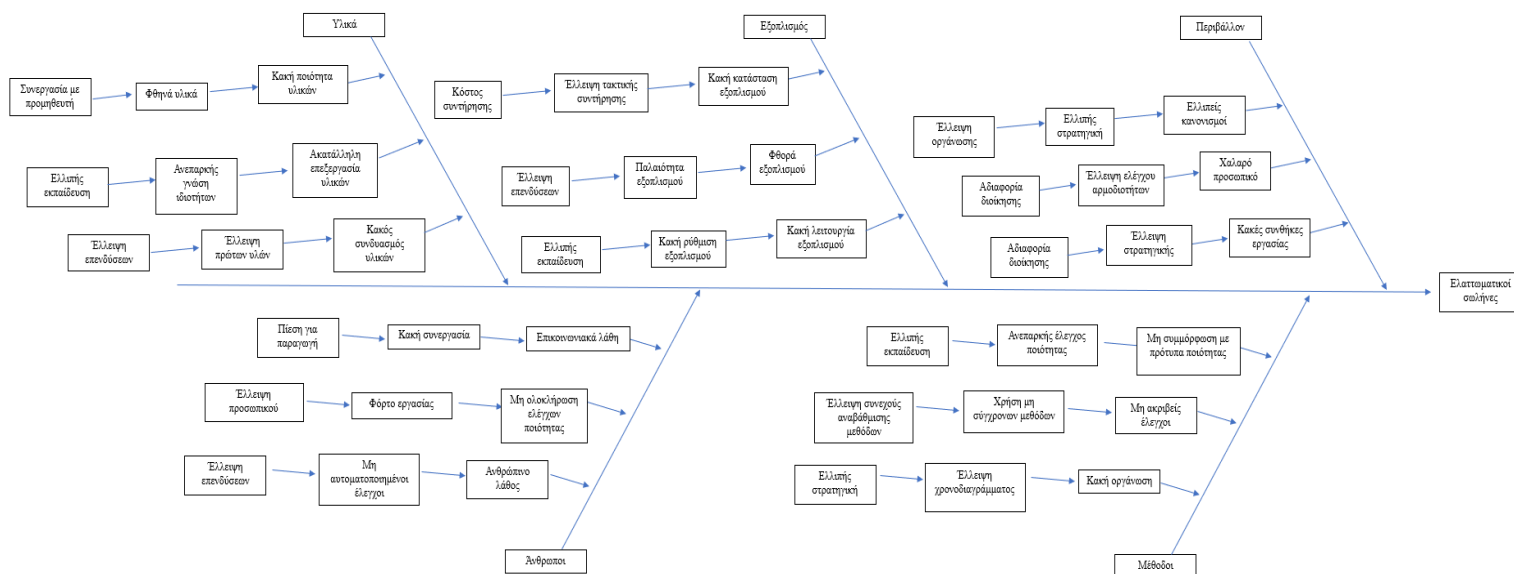 Υλικά
Εξοπλισμός
Περιβάλλον
Συνεργασία με
προμηθευτή
Φθηνά υλικά
Κακή ποιότητα
υλικών
Κόστος
συντήρησης
Έλλειψη τακτικής
συντήρησης
Κακή κατάσταση
εξοπλισμού
Έλλειψη
οργάνωσης
Ελλιπής
στρατηγική
Ελλιπείς
κανονισμοί
Ελλιπής
εκπαίδευση
Ανεπαρκής
γνώση
ιδιοτήτων
Ακατάλληλη
επεξεργασία
υλικών
Έλλειψη
επενδύσεων
Παλαιότητα
εξοπλισμού
Φθορά
εξοπλισμού
Αδιαφορία
διοίκησης
Έλλειψη ελέγχου
αρμοδιοτήτων
Χαλαρό
προσωπικό
Έλλειψη
επενδύσεων
Έλλειψη
πρώτων υλών
Κακός
συνδυασμός
υλικών
Ελλιπής
εκπαίδευση
Κακή ρύθμιση
εξοπλισμού
Κακή λειτουργία
εξοπλισμού
Αδιαφορία
διοίκησης
Έλλειψη
στρατηγικής
Κακές συνθήκες
εργασίας
Ελαττωματικοί
σωλήνες
Πίεση για
παραγωγή
Κακή συνεργασία
Επικοινωνιακά λάθη
Ελλιπής
εκπαίδευση
Ανεπαρκής έλεγχος
ποιότητας
Μη συμμόρφωση με
πρότυπα ποιότητας
Έλλειψη
προσωπικού
Φόρτο εργασίας
Μη ολοκλήρωση
ελέγχων
ποιότητας
Έλλειψη συνεχούς
αναβάθμισης
μεθόδων
Χρήση μη
σύγχρονων μεθόδων
Μη ακριβείς
έλεγχοι
Έλλειψη
επενδύσεων
Μη
αυτοματοποιημένοι
έλεγχοι
Ανθρώπινο
λάθος
Ελλιπής
στρατηγική
Έλλειψη
χρονοδιαγράμματος
Κακή οργάνωση
Άνθρωποι
Μέθοδοι